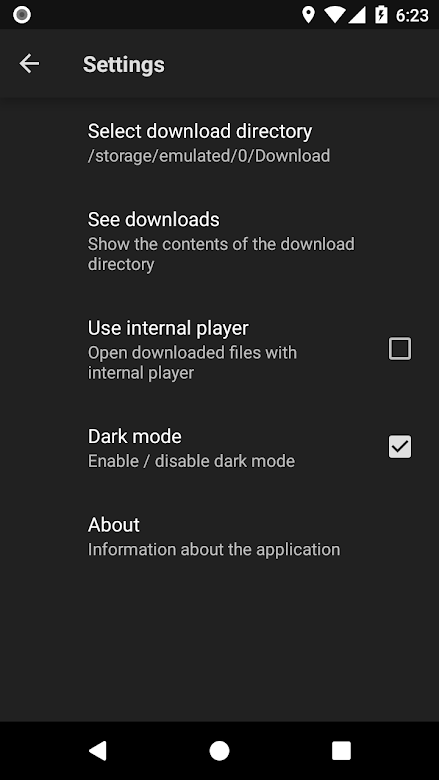 6:23
Settings
Select download directory
/storage/emulated/0/Download
See downloads
Show the contents of the download
directory
Use internal player
Open downloaded files with
internal player
Dark mode
Enable / disable dark mode
About
Information about the application